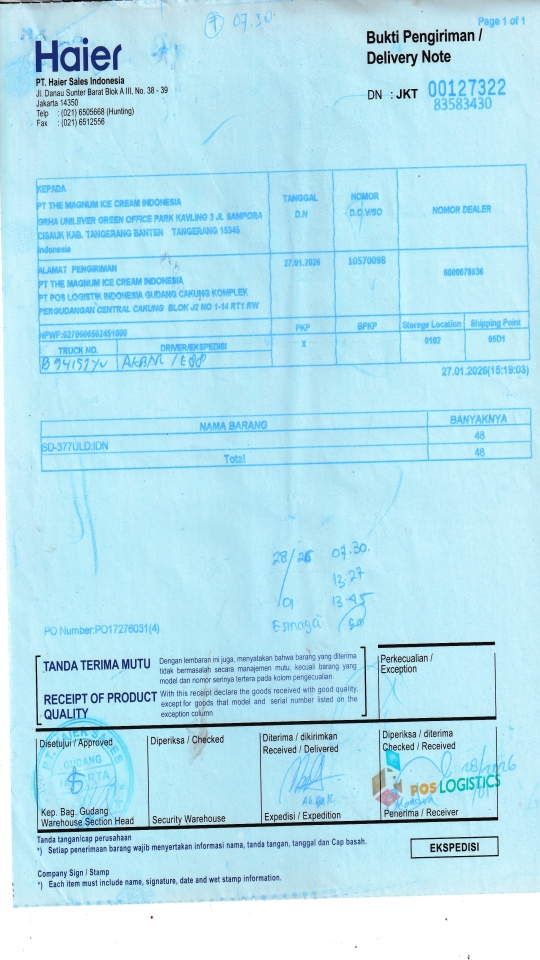 ① 07.30.
Page 1 of 1
Haier
Bukti Pengiriman /
Delivery Note
PT. Haier Sales Indonesia
Jl. Danau Sunter Barat Blok A III, No. 38 - 39
Jakarta 14350
Telp : (021) 6505668 (Hunting)
Fax : (021) 6512556
DN : JKT 00127322
83583430
KEPADA
PT THE MAGNUM ICE CREAM INDONESIA
GRHA UNILEVER GREEN OFFICE PARK KAVLING 3 JL SAMPORA
CISAUK KAB. TANGERANG BANTEN TANGERANG 15345
Indonesia
TANGGAL
D.N
NOMOR
D.O.V/SO
NOMOR DEALER
ALAMAT PENGIRIMAN
PT THE MAGNUM ICE CREAM INDONESIA
PT POS LOGISTIK INDONESIA GUDANG CAKUNG KOMPLEK
PERGUDANGAN CENTRAL CAKUNG BLOK J2 NO 1-14 RT1 RW
27.01.2026
10570098
PKP
BPKP
Storege Location
Shipping Point
TRUCK NO.
DRIVER/EKSPEDISI
X
0102
27.01.2026(15:19:03)
NAMA BARANG
BANYAKNYA
SD-377ULD:IDN
48
Total
48
28/26 07.30.
13.27
/01 13.45
PO Number:PO17276031(4)
TANDA TERIMA MUTU
Dengan lembaran ini juga, menyatakan bahwa barang yang diterima
tidak bermasalah secara manajemen mutu, kecuali barang yang
model dan nomor serinya tertera pada kolom pengecualian
RECEIPT OF PRODUCT
QUALITY
With this receipt declare the goods received with good quality,
except for goods that model and serial number listed on the
exception column
Perkecualian /
Exception
Disetujui / Approved
Diperiksa / Checked
Diterima / dikirimkan
Received / Delivered
Diperiksa / diterima
Checked / Received
GUDANG
JAKARTA
POS LOGISTICS
Kep. Bag. Gudang
Warehouse Section Head
Security Warehouse
Expedisi / Expedition
Penerima / Receiver
Tanda tangan/cap perusahaan
*) Setiap penerimaan barang wajib menyertakan informasi nama, tanda tangan, tanggal dan Cap basah.
EKSPEDISI
Company Sign / Stamp
*) Each item must include name, signature, date and wet stamp information.